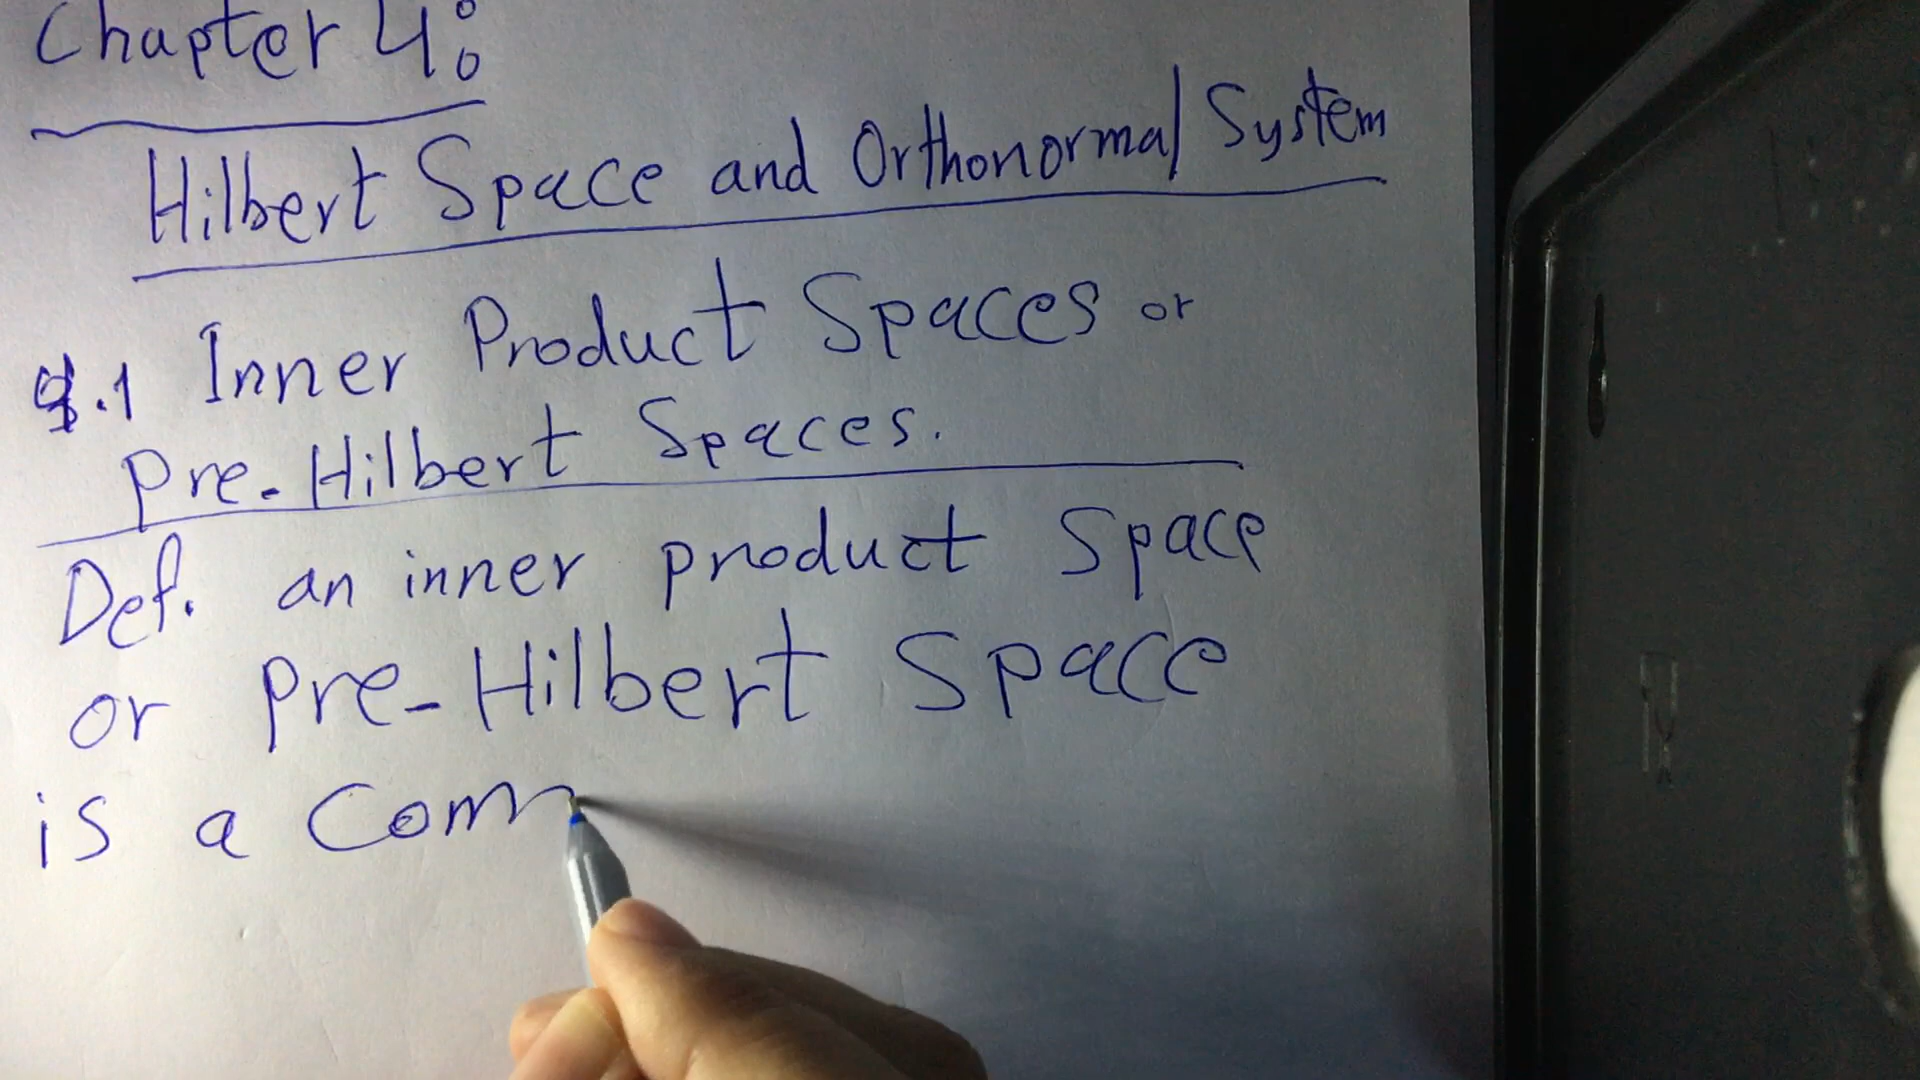 Chapter 4:
Hilbert Space and Orthonormal System
4.1 Inner Product Spaces or
Pre-Hilbert Spaces.
Def. an inner product Space
or Pre-Hilbert Space
is a Com